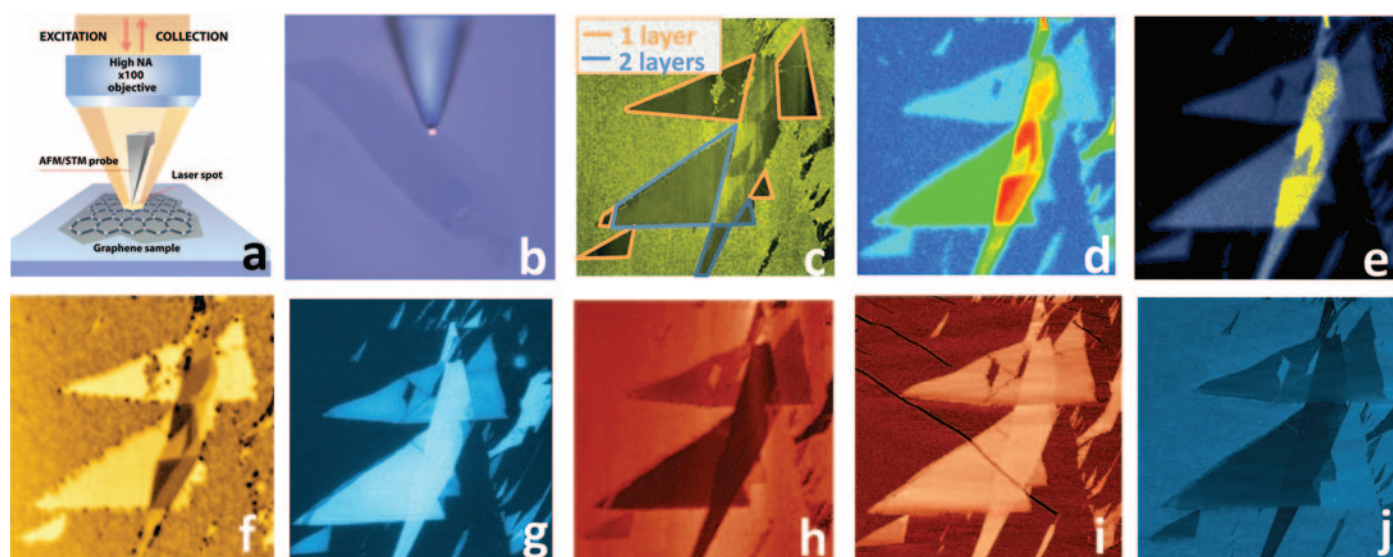 EXCITATION COLLECTION
High NA
x100
objective
AFM/STM probe
Laser spot
Graphene sample
a
b
1 layer
2 layers
c
d
e
f
g
h
i
j